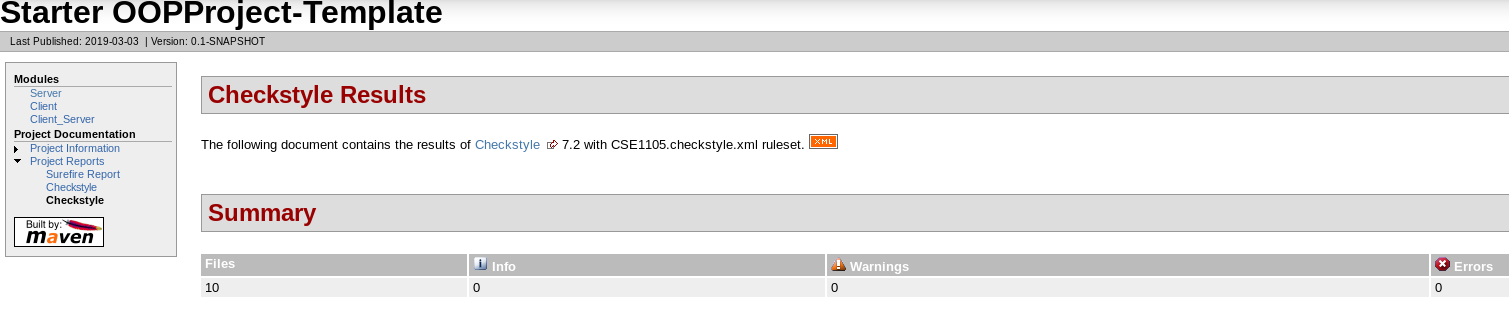 Starter OOPProject-Template
Last Published: 2019-03-03 | Version: 0.1-SNAPSHOT
Modules
Server
Client
Client_Server
Project Documentation
Project Information
Project Reports
Surefire Report
Checkstyle
Checkstyle
Built by:
maven
Checkstyle Results
The following document contains the results of Checkstyle 7.2 with CSE1105.checkstyle.xml ruleset. XML
Summary
Files Info Warnings Errors
10 0 0 0